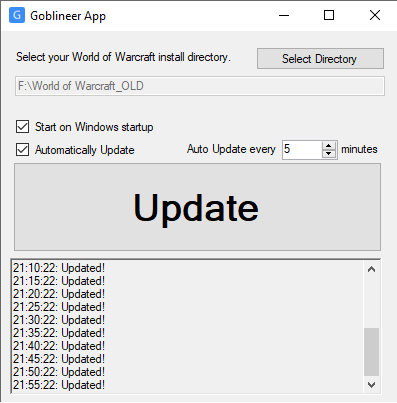 Goblineer App
Select your World of Warcraft install directory.
Select Directory
F:\World of Warcraft_OLD
Start on Windows startup
Automatically Update
Auto Update every 5 minutes
Update
21:10:22: Updated!
21:15:22: Updated!
21:20:22: Updated!
21:25:22: Updated!
21:30:22: Updated!
21:35:22: Updated!
21:40:22: Updated!
21:45:22: Updated!
21:50:22: Updated!
21:55:22: Updated!